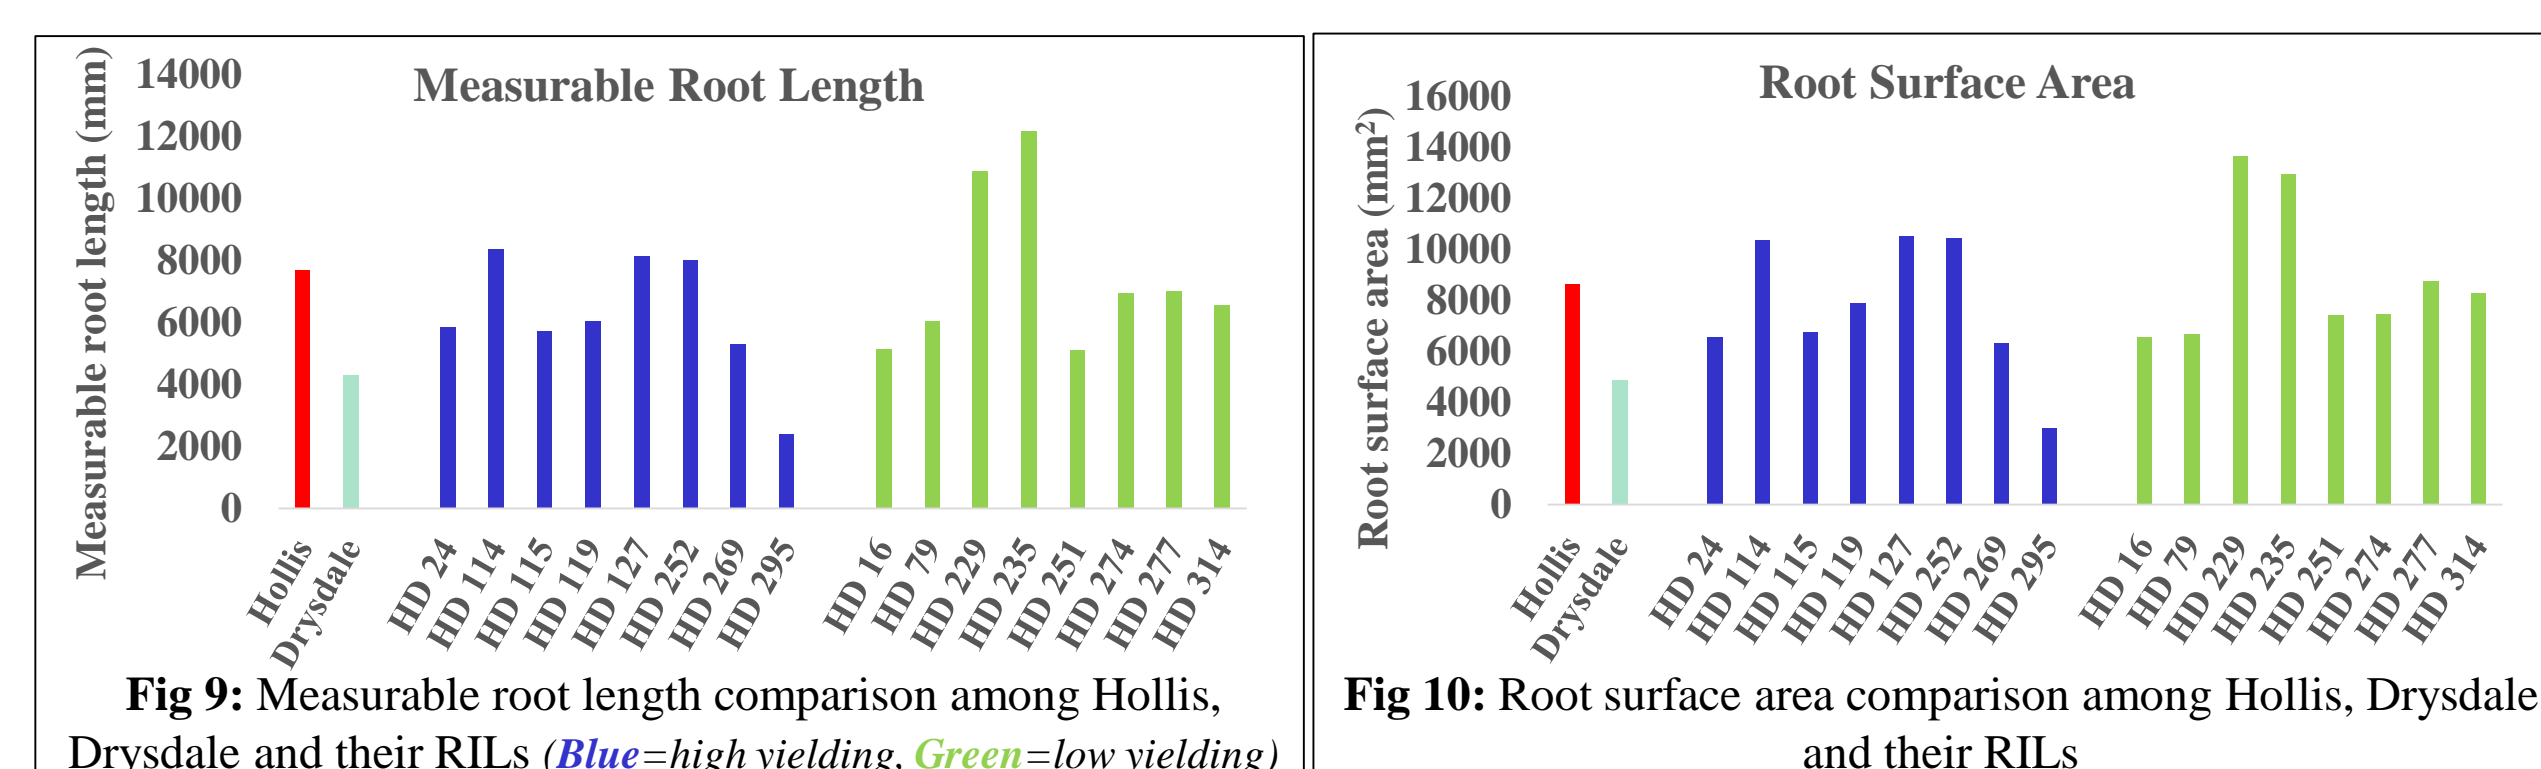 Measurable Root Length
Measurable root length (mm)
14000
12000
10000
8000
6000
4000
2000
0
Hollis
Drysdale
HD 24
HD 114
HD 115
HD 119
HD 127
HD 252
HD 269
HD 295
HD 16
HD 79
HD 229
HD 235
HD 251
HD 274
HD 277
HD 314
Fig 9: Measurable root length comparison among Hollis,
Drysdale and their RILs (Blue=high yielding, Green=low yielding)
Root Surface Area
Root surface area (mm²)
16000
14000
12000
10000
8000
6000
4000
2000
0
Hollis
Drysdale
HD 24
HD 114
HD 115
HD 119
HD 127
HD 252
HD 269
HD 295
HD 16
HD 79
HD 229
HD 235
HD 251
HD 274
HD 277
HD 314
Fig 10: Root surface area comparison among Hollis, Drysdale
and their RILs